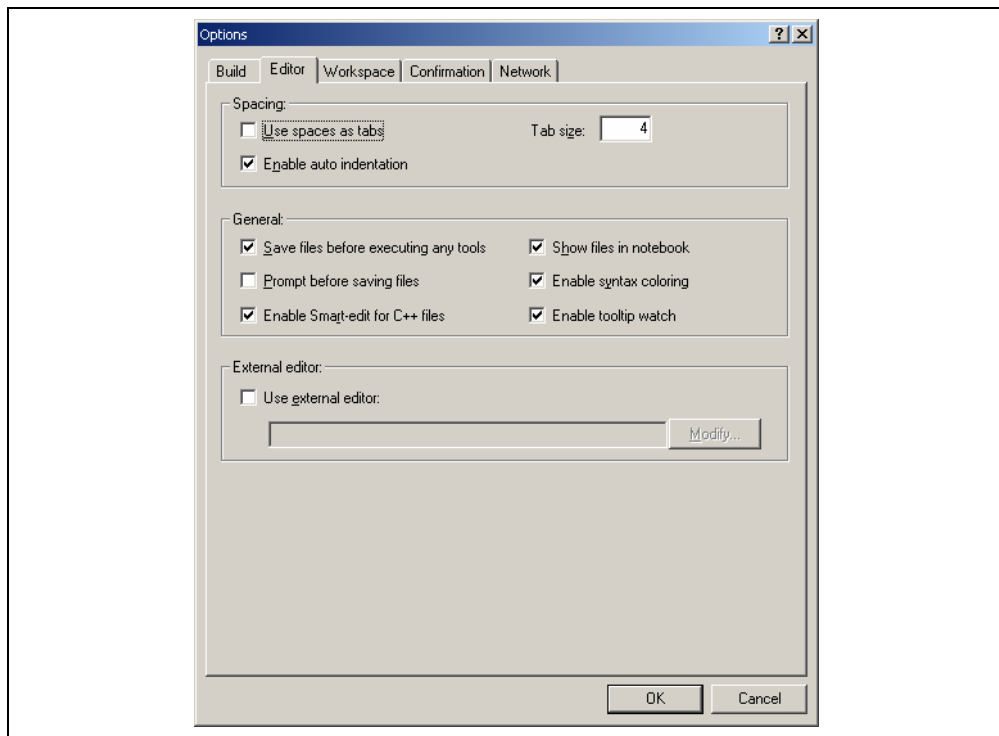 Options
Build Editor Workspace Confirmation Network
Spacing:
Use spaces as tabs Tab size: 4
Enable auto indentation
General:
Save files before executing any tools Show files in notebook
Prompt before saving files Enable syntax coloring
Enable Smart-edit for C++ files Enable tooltip watch
External editor:
Use external editor:
Modify...
OK Cancel